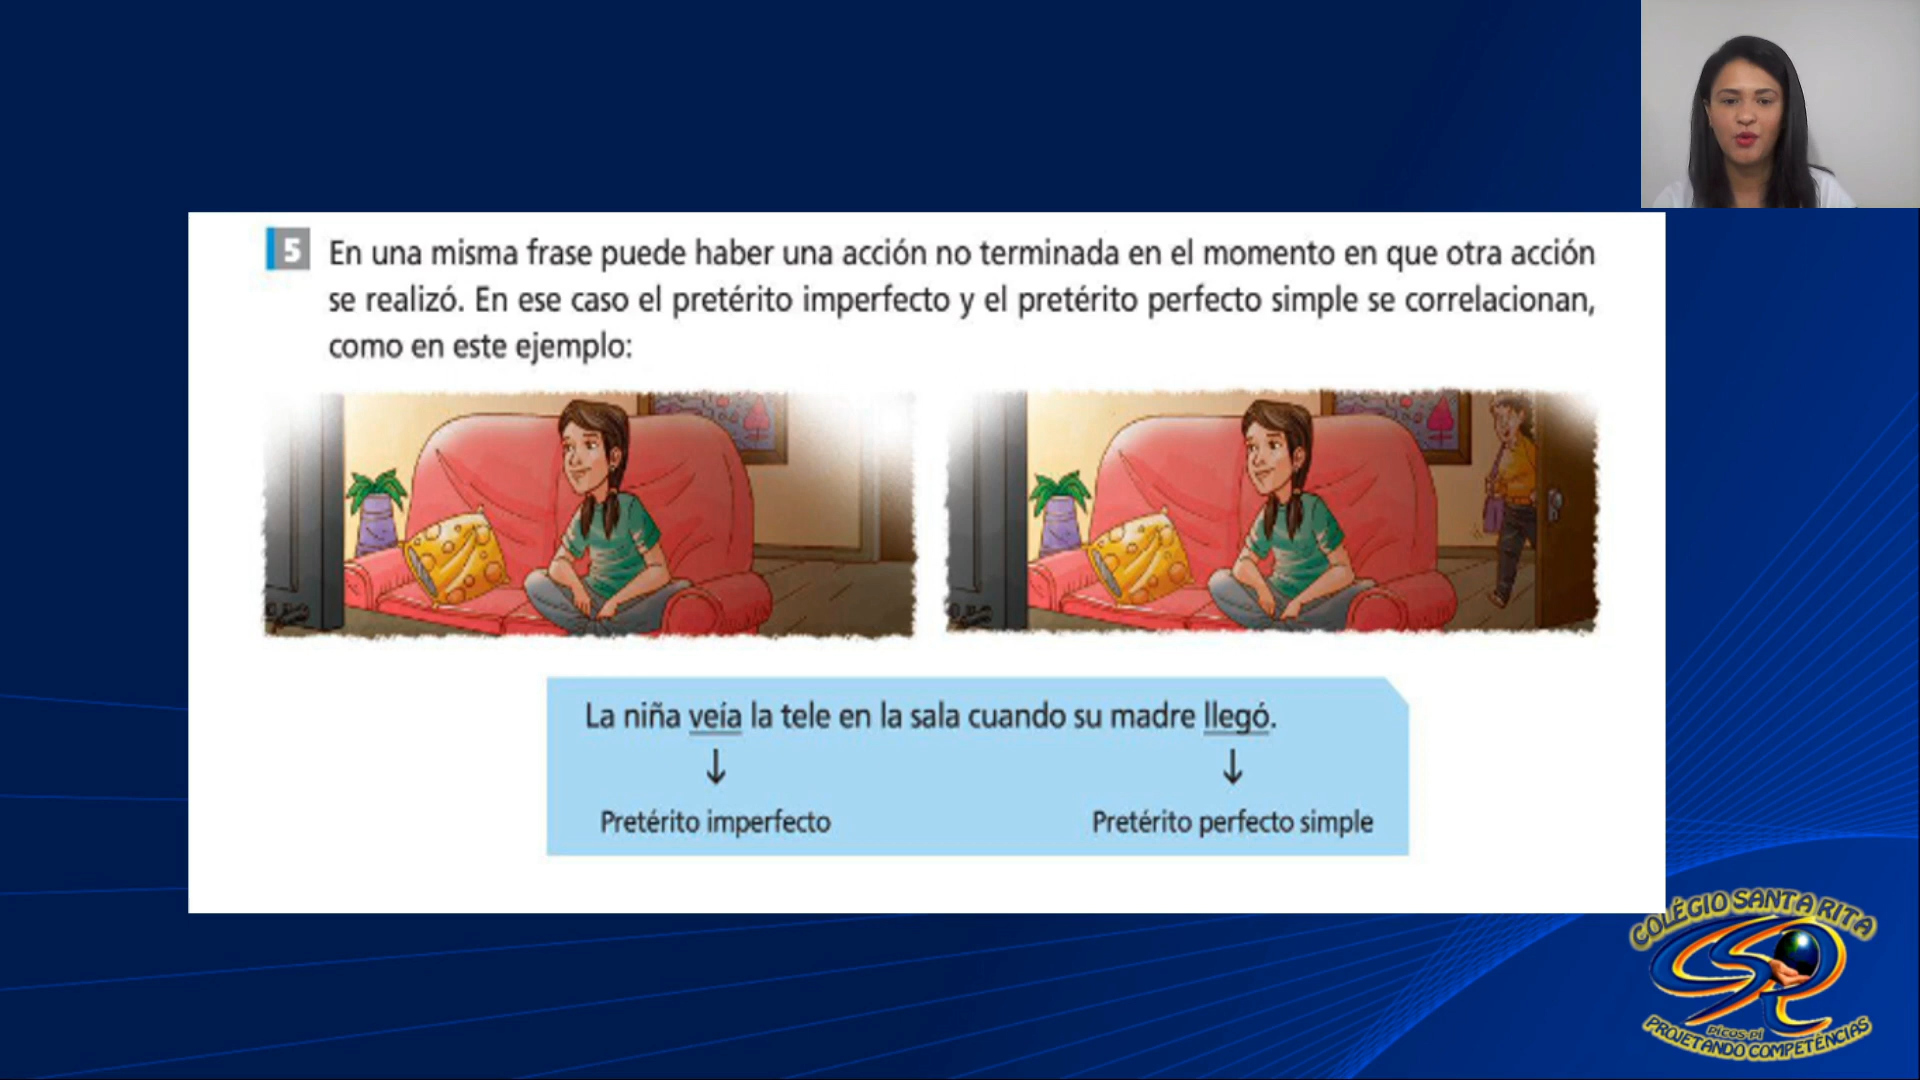 5 En una misma frase puede haber una acción no terminada en el momento en que otra acción
se realizó. En ese caso el pretérito imperfecto y el pretérito perfecto simple se correlacionan,
como en este ejemplo:
La niña veía la tele en la sala cuando su madre llegó.
↓ ↓
Pretérito imperfecto Pretérito perfecto simple
COLÉGIO SANTA RITA
PICOS-PI
PROJETANDO COMPETÊNCIAS